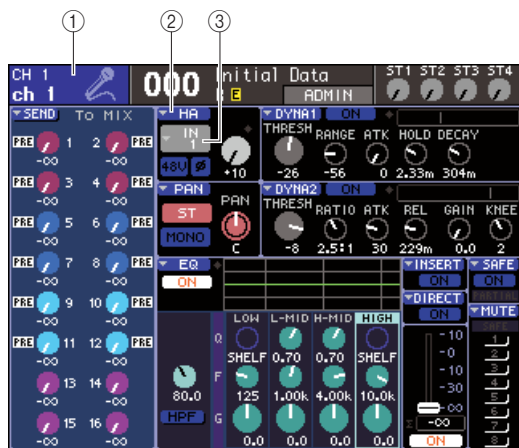 ① ② ③
CH 1
ch 1
000
Initial Data
E
ADMIN
ST1 ST2 ST3 ST4
SEND TO MIX
PRE 1 2 PRE
-∞ -∞
PRE 3 4 PRE
-∞ -∞
PRE 5 6 PRE
-∞ -∞
PRE 7 8 PRE
-∞ -∞
PRE 9 10 PRE
-∞ -∞
PRE 11 12 PRE
-∞ -∞
13 14
-∞ -∞
15 16
-∞ -∞
HA
IN
1
48V ø
+10
DYNA1 ON
THRESH RANGE ATK HOLD DECAY
-26 -56 0 2.33m 304m
PAN
ST
MONO
PAN
C
DYNA2 ON
THRESH RATIO ATK REL GAIN KNEE
-8 2.5:1 30 229m 0.0 2
EQ
ON
80.0
HPF
LOW L-MID H-MID HIGH
Q
SHELF 0.70 0.70 SHELF
F
125 1.00k 4.00k 10.0k
G
0.0 0.0 0.0 0.0
INSERT
ON
DIRECT
ON
-10
-0
-10
-30
-∞
Σ -∞
ON
SAFE
ON
PARTIAL
MUTE
SAFE
1
2
3
4
5
6
7
8